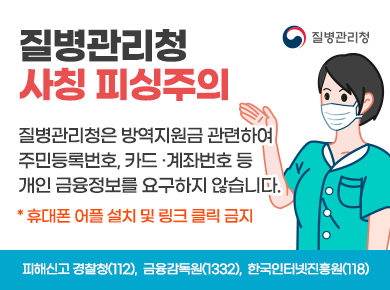 질병관리청
질병관리청
사칭 피싱주의
질병관리청은 방역지원금 관련하여
주민등록번호, 카드·계좌번호 등
개인 금융정보를 요구하지 않습니다.
* 휴대폰 어플 설치 및 링크 클릭 금지
피해신고 경찰청(112), 금융감독원(1332), 한국인터넷진흥원(118)